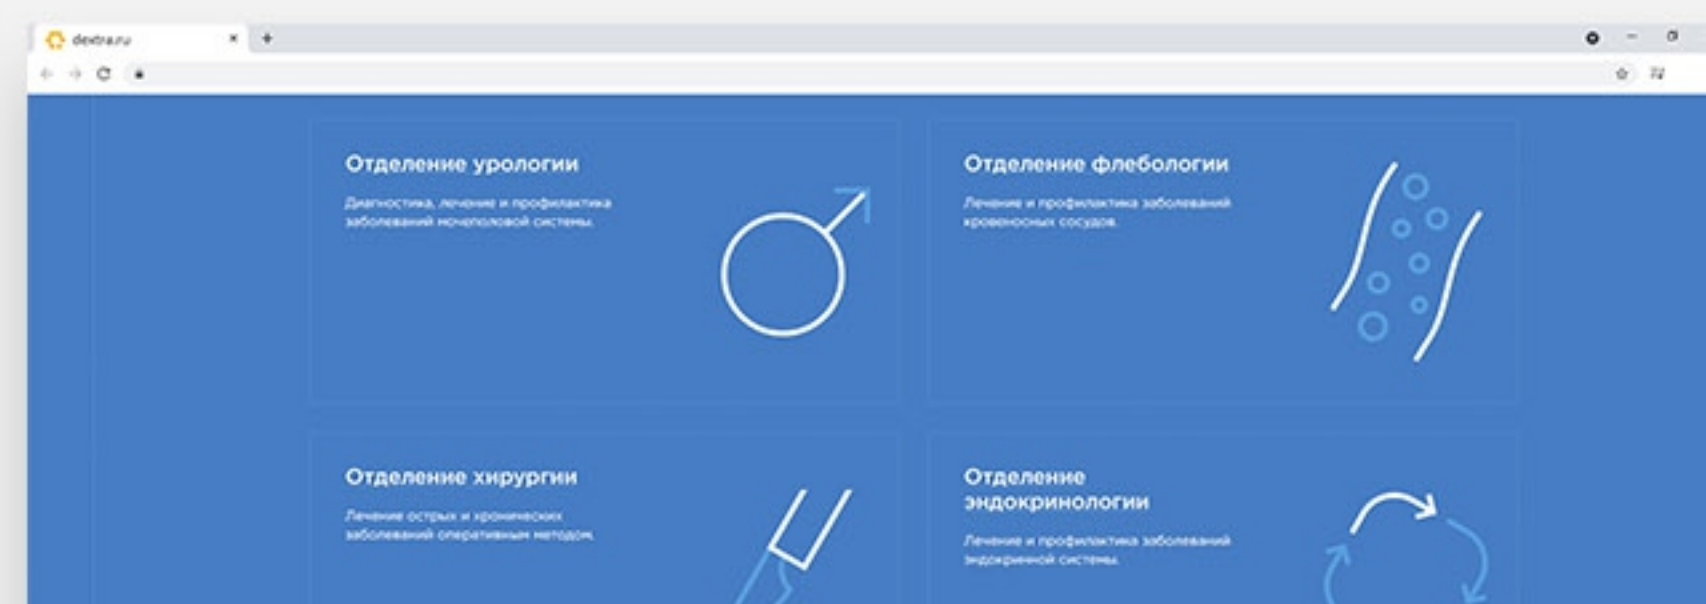 dextra.ru
Отделение урологии
Диагностика, лечение и профилактика
заболеваний мочеполовой системы.
Отделение флебологии
Лечение и профилактика заболеваний
кровеносных сосудов.
Отделение хирургии
Лечение острых и хронических
заболеваний оперативным методом.
Отделение
эндокринологии
Лечение и профилактика заболеваний
эндокринной системы.